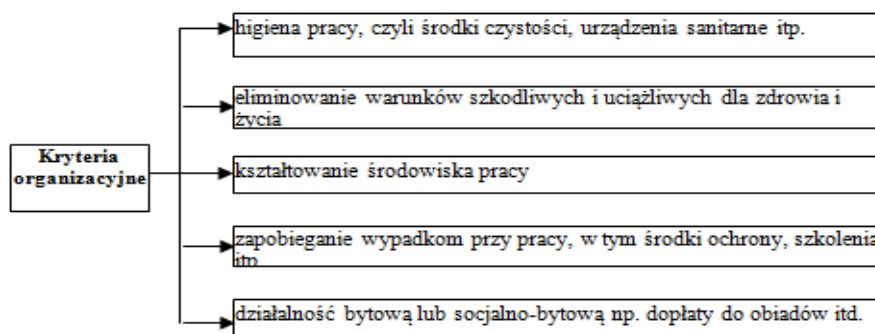 higiena pracy, czyli środki czystości, urządzenia sanitarne itp.
eliminowanie warunków szkodliwych i uciążliwych dla zdrowia i
życia
Kryteria
organizacyjne
kształtowanie środowiska pracy
zapobieganie wypadkom przy pracy, w tym środki ochrony, szkolenia
itp
działalność bytową lub socjalno-bytową np. dopłaty do obiadów itd.